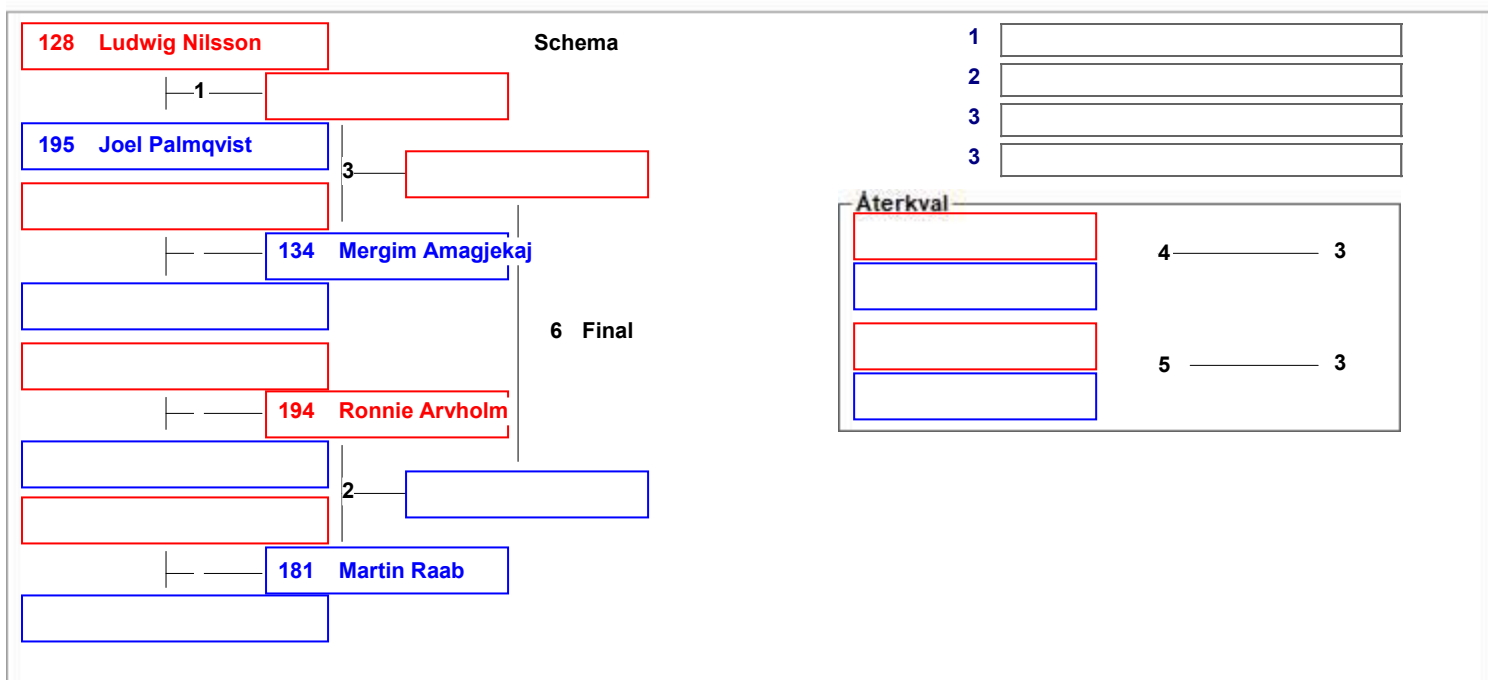 128 Ludwig Nilsson
Schema
1
195 Joel Palmqvist
3
134 Mergim Amagjekaj
6 Final
194 Ronnie Arvholm
2
181 Martin Raab
1
2
3
3
Återkval
4 3
5 3